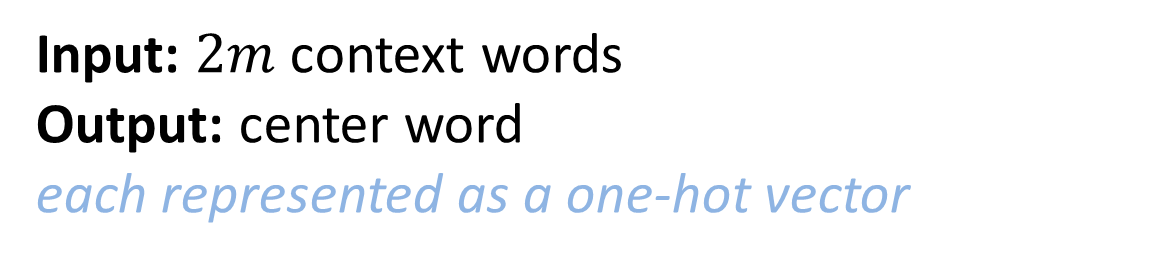 Input: 2m context words
Output: center word
each represented as a one-hot vector